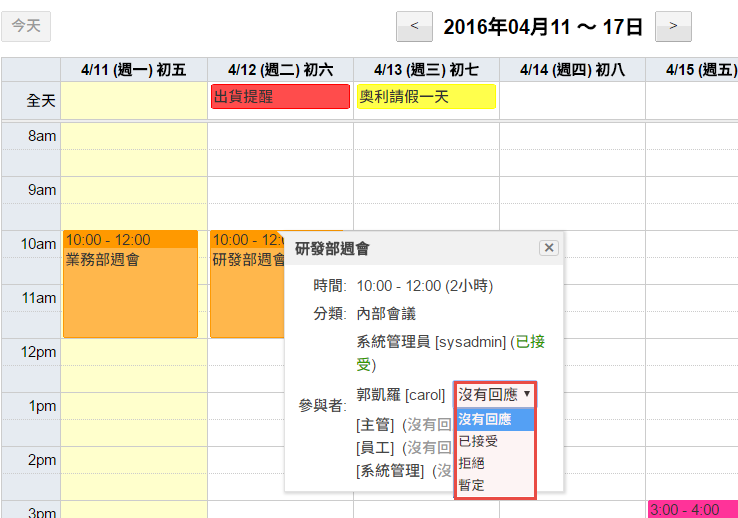 今天
<
2016年04月11 ～ 17日
>
4/11 (週一) 初五
4/12 (週二) 初六
4/13 (週三) 初七
4/14 (週四) 初八
4/15 (週五)
全天
出貨提醒
奧利請假一天
8am
9am
10am
10:00 - 12:00
業務部週會
10:00 - 12:
研發部週會
11am
12pm
1pm
2pm
3pm
3:00 - 4:00
研發部週會
×
時間: 10:00 - 12:00 (2小時)
分類: 內部會議
系統管理員 [sysadmin] (已接
受)
參與者:
郭凱羅 [carol] 沒有回應
[主管] (沒有回
[員工] (沒有回
[系統管理] (沒
沒有回應
已接受
拒絕
暫定